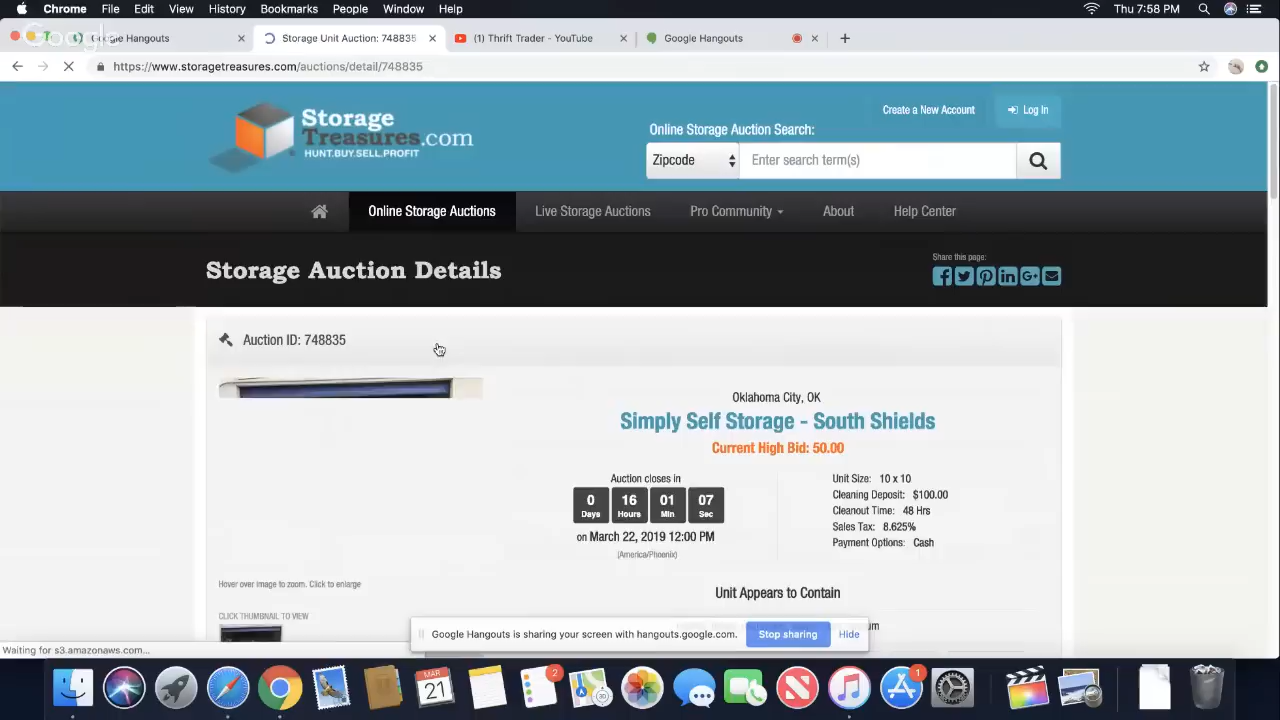 Chrome File Edit View History Bookmarks People Window Help Thu 7:58 PM
Google
Google Hangouts Storage Unit Auction: 748835 (1) Thrift Trader - YouTube Google Hangouts
https://www.storagetreasures.com/auctions/detail/748835
Storage
Treasures.com
HUNT.BUY.SELL.PROFIT
Create a New Account Log In
Online Storage Auction Search:
Zipcode Enter search term(s)
Online Storage Auctions Live Storage Auctions Pro Community About Help Center
Storage Auction Details
Share this page:
Auction ID: 748835
Oklahoma City, OK
Simply Self Storage - South Shields
Current High Bid: 50.00
Auction closes in
0 16 01 07
Days Hours Min Sec
on March 22, 2019 12:00 PM
(America/Phoenix)
Unit Size: 10 x 10
Cleaning Deposit: $100.00
Cleanout Time: 48 Hrs
Sales Tax: 8.625%
Payment Options: Cash
Hover over image to zoom. Click to enlarge
Unit Appears to Contain
CLICK THUMBNAIL TO VIEW
Google Hangouts is sharing your screen with hangouts.google.com. Stop sharing Hide
Waiting for s3.amazonaws.com...
MAR
21
2
1